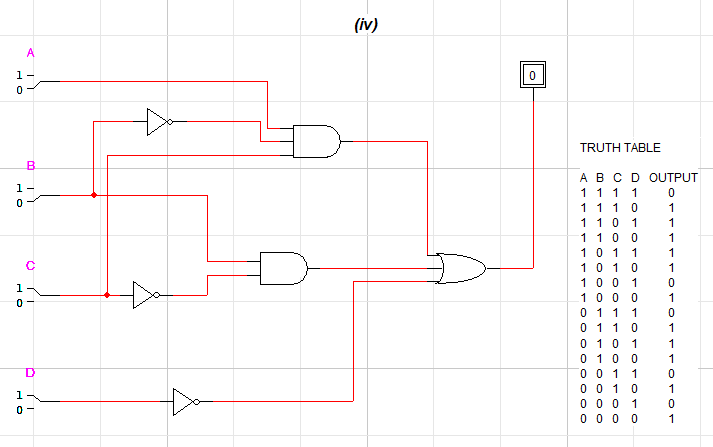 (iv)
A
1
0
0
B
1
0
C
1
0
D
1
0
TRUTH TABLE
A B C D OUTPUT
1 1 1 1 0
1 1 1 0 1
1 1 0 1 1
1 1 0 0 1
1 0 1 1 1
1 0 1 0 1
1 0 0 1 0
1 0 0 0 1
0 1 1 1 0
0 1 1 0 1
0 1 0 1 1
0 1 0 0 1
0 0 1 1 0
0 0 1 0 1
0 0 0 1 0
0 0 0 0 1